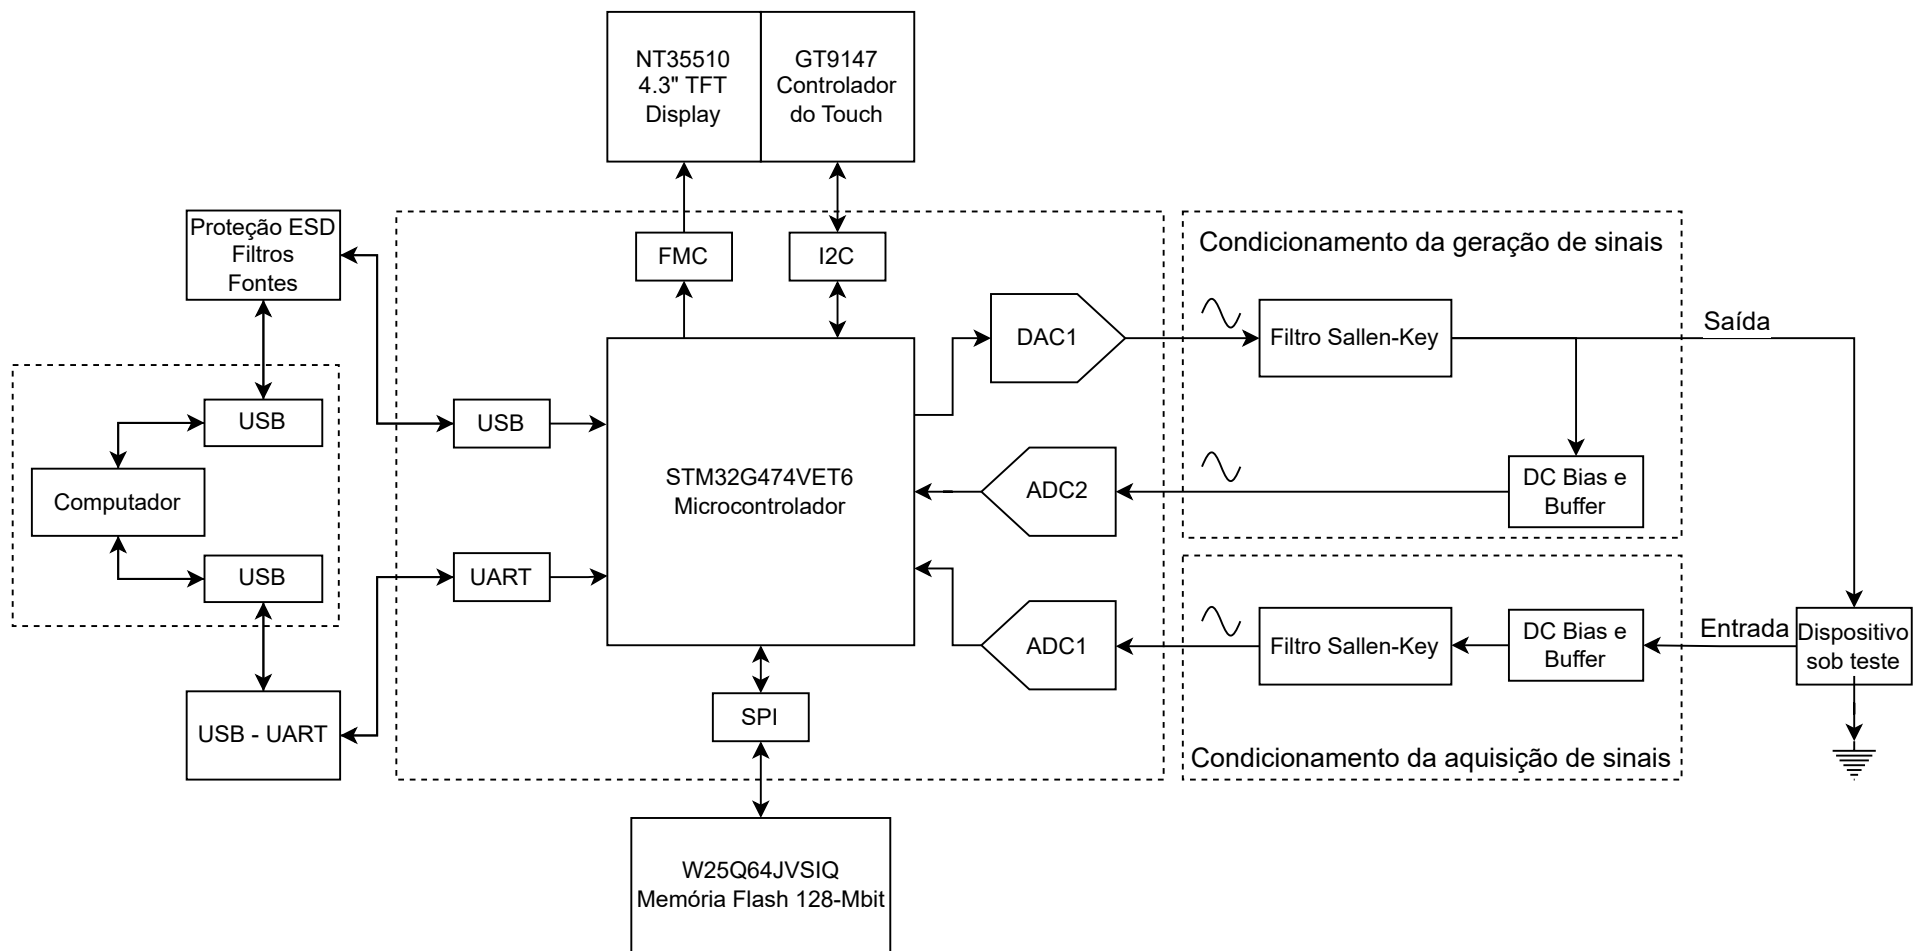 NT35510
4.3" TFT
Display
GT9147
Controlador
do Touch
Proteção ESD
Filtros
Fontes
FMC
I2C
Condicionamento da geração de sinais
DAC1
Filtro Sallen-Key
Saída
USB
USB
Computador
STM32G474VET6
Microcontrolador
ADC2
DC Bias e
Buffer
USB
UART
ADC1
Filtro Sallen-Key
DC Bias e
Buffer
Entrada
Dispositivo
sob teste
USB - UART
SPI
Condicionamento da aquisição de sinais
W25Q64JVSIQ
Memória Flash 128-Mbit